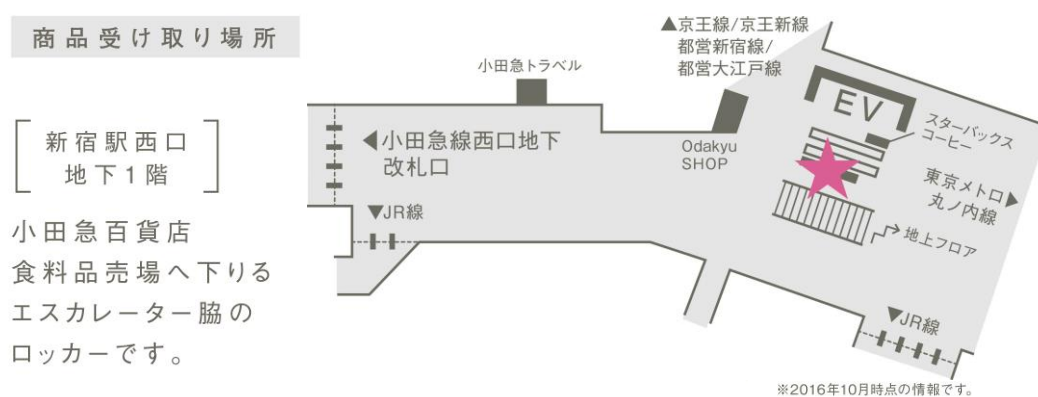 商品受け取り場所
新宿駅西口
地下1階
小田急百貨店
食料品売場へ下りる
エスカレーター脇の
ロッカーです。
小田急トラベル
▲京王線/京王新線
都営新宿線/
都営大江戸線
◀小田急線西口地下
改札口
▼JR線
Odakyu
SHOP
EV
スターバックス
コーヒー
東京メトロ▶
丸ノ内線
地上フロア
▼JR線
※2016年10月時点の情報です。